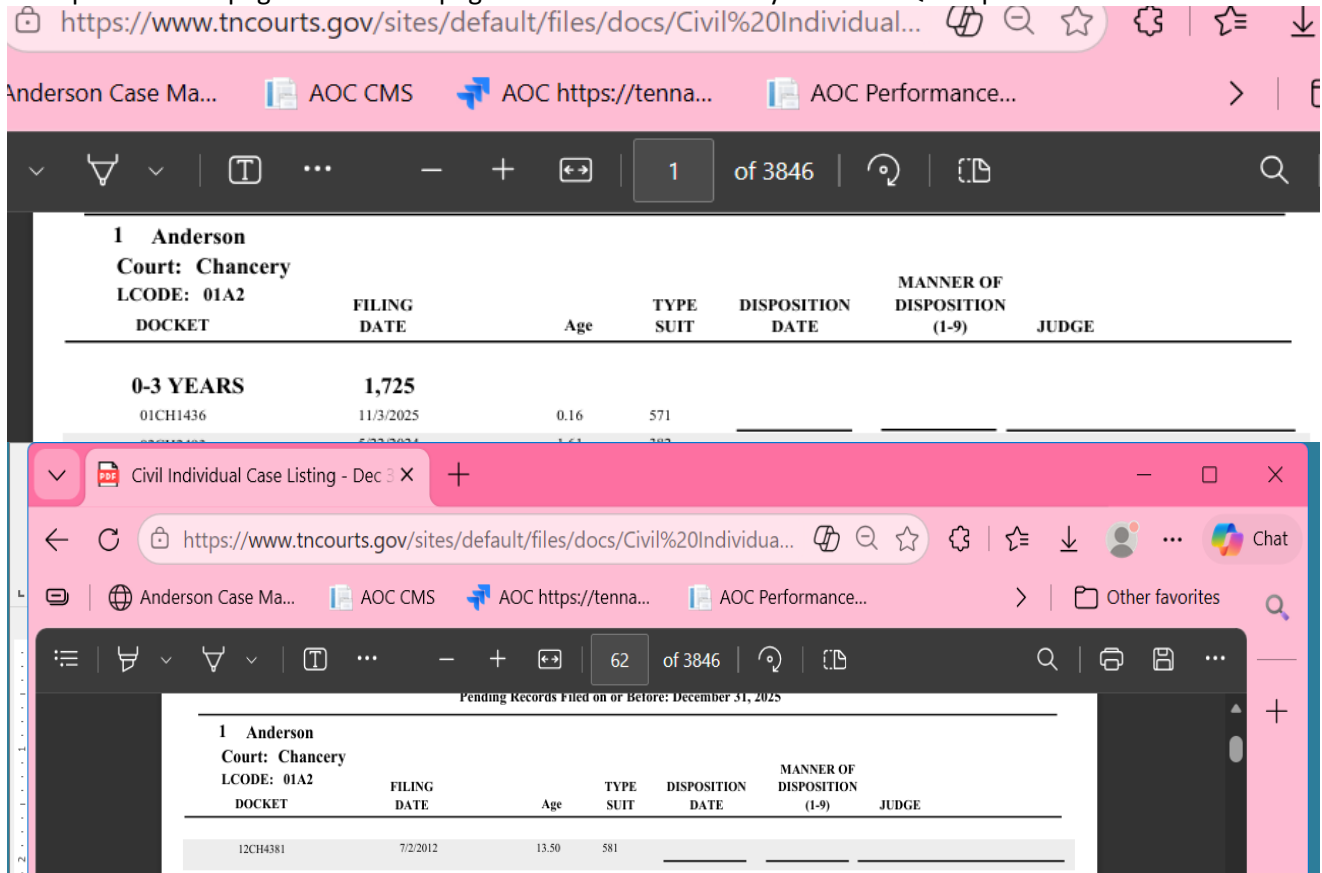 https://www.tncourts.gov/sites/default/files/docs/Civil%20Individual...
Anderson Case Ma... AOC CMS AOC https://tenna... AOC Performance...
1 of 3846
1 Anderson
Court: Chancery
LCODE: 01A2
DOCKET FILING DATE Age TYPE SUIT DISPOSITION DATE MANNER OF DISPOSITION (1-9) JUDGE
0-3 YEARS 1,725
01CH1436 11/3/2025 0.16 571
Civil Individual Case Listing - Dec 3
https://www.tncourts.gov/sites/default/files/docs/Civil%20Individua... Chat
Anderson Case Ma... AOC CMS AOC https://tenna... AOC Performance... Other favorites
62 of 3846
Pending Records Filed on or Before: December 31, 2025
1 Anderson
Court: Chancery
LCODE: 01A2
DOCKET FILING DATE Age TYPE SUIT DISPOSITION DATE MANNER OF DISPOSITION (1-9) JUDGE
12CH4381 7/2/2012 13.50 581